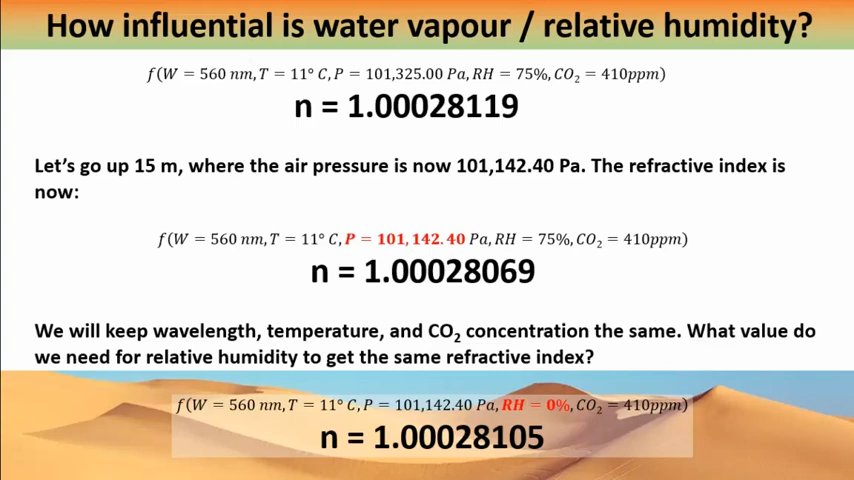 How influential is water vapour / relative humidity?
f(W = 560 nm, T = 11° C, P = 101,325.00 Pa, RH = 75%, CO₂ = 410ppm)
n = 1.00028119
Let’s go up 15 m, where the air pressure is now 101,142.40 Pa. The refractive index is
now:
f(W = 560 nm, T = 11° C, P = 101,142.40 Pa, RH = 75%, CO₂ = 410ppm)
n = 1.00028069
We will keep wavelength, temperature, and CO₂ concentration the same. What value do
we need for relative humidity to get the same refractive index?
f(W = 560 nm, T = 11° C, P = 101,142.40 Pa, RH = 0%, CO₂ = 410ppm)
n = 1.00028105